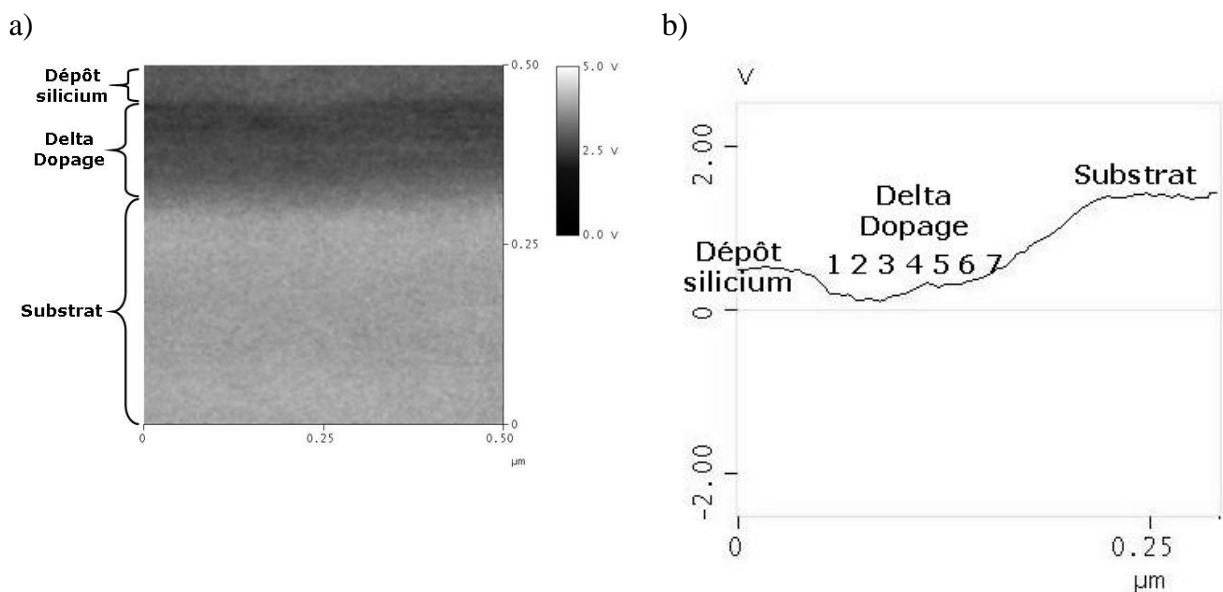 a)
Dépôt
silicium
Delta
Dopage
Substrat
0.50
0.25
0
0
0.25
0.50
µm
5.0 V
2.5 V
0.0 V
b)
V
2.00
0
-2.00
Dépôt
silicium
Delta
Dopage
1 2 3 4 5 6 7
Substrat
0
0.25
µm